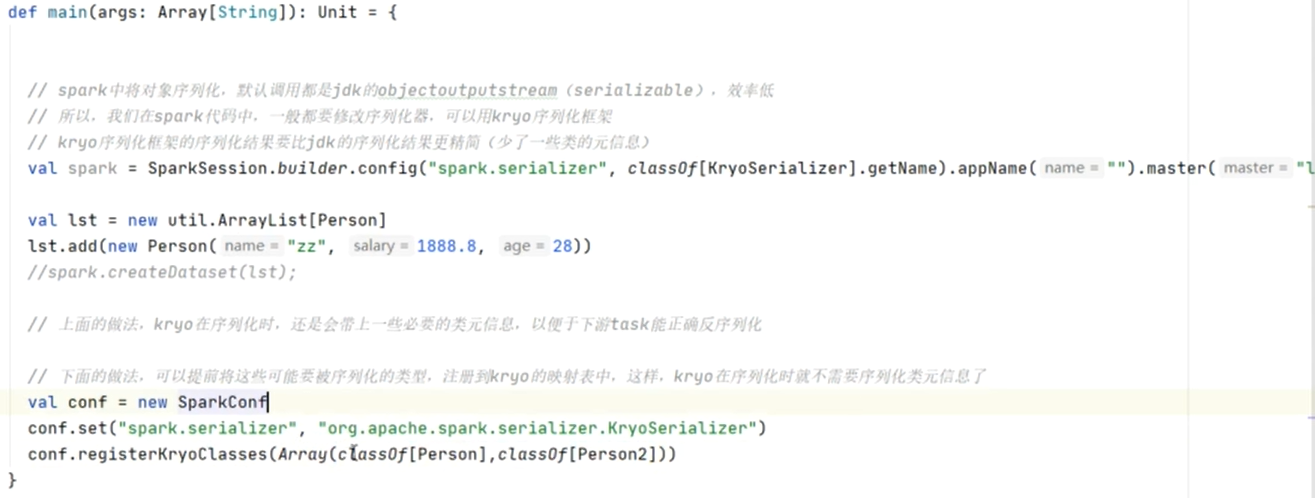 def main(args: Array[String]): Unit = {
// spark中将对象序列化，默认调用都是jdk的objectoutputstream（serializable），效率低
// 所以，我们在spark代码中，一般都要修改序列化器，可以用kryo序列化框架
// kryo序列化框架的序列化结果要比jdk的序列化结果更精简（少了一些类的元信息）
val spark = SparkSession.builder.config("spark.serializer", classOf[KryoSerializer].getName).appName( name = "").master( master = "l
val lst = new util.ArrayList[Person]
lst.add(new Person( name = "zz", salary = 1888.8, age = 28))
//spark.createDataset(lst);
// 上面的做法，kryo在序列化时，还是会带上一些必要的类元信息，以便于下游task能正确反序列化
// 下面的做法，可以提前将这些可能要被序列化的类型，注册到kryo的映射表中，这样，kryo在序列化时就不需要序列化类元信息了
val conf = new SparkConf
conf.set("spark.serializer", "org.apache.spark.serializer.KryoSerializer")
conf.registerKryoClasses(Array(classOf[Person],classOf[Person2]))
}